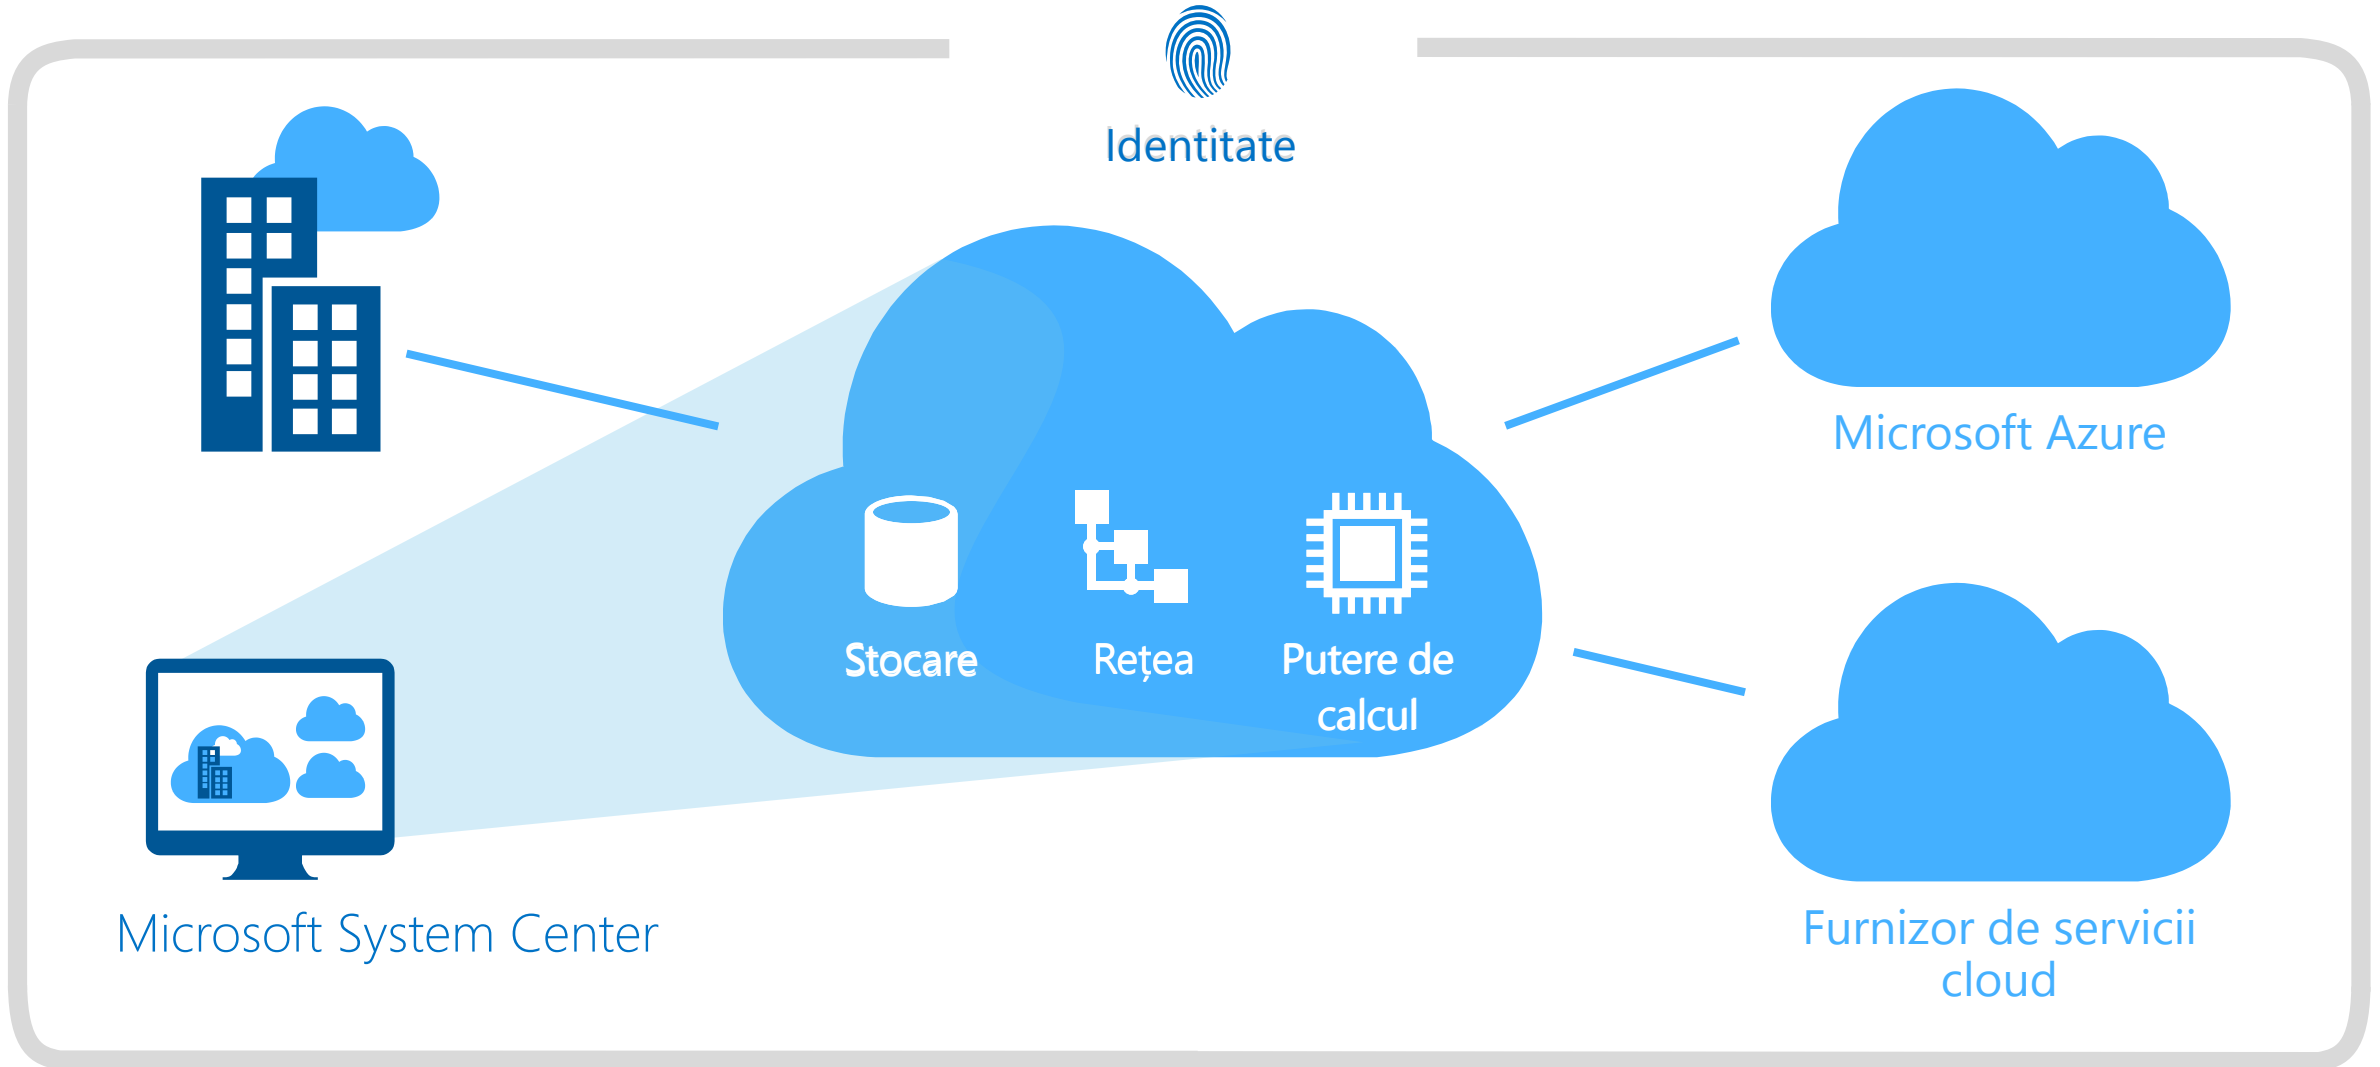 Identitate
Microsoft Azure
Stocare
Rețea
Putere de
calcul
Microsoft System Center
Furnizor de servicii
cloud